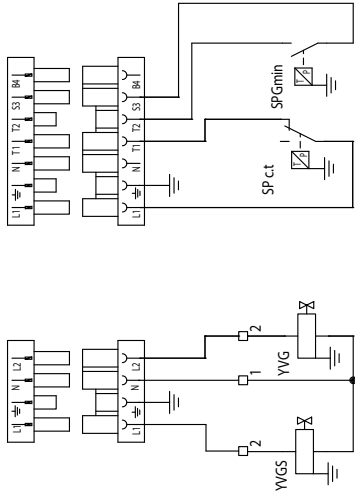 L1 N L2
L1 N T1 T2 S3 B4
L1 N L2
L1 N T1 T2 S3 B4
2 1 2
SP c.t
SPGmin
YVGS
YVG
T P
T P